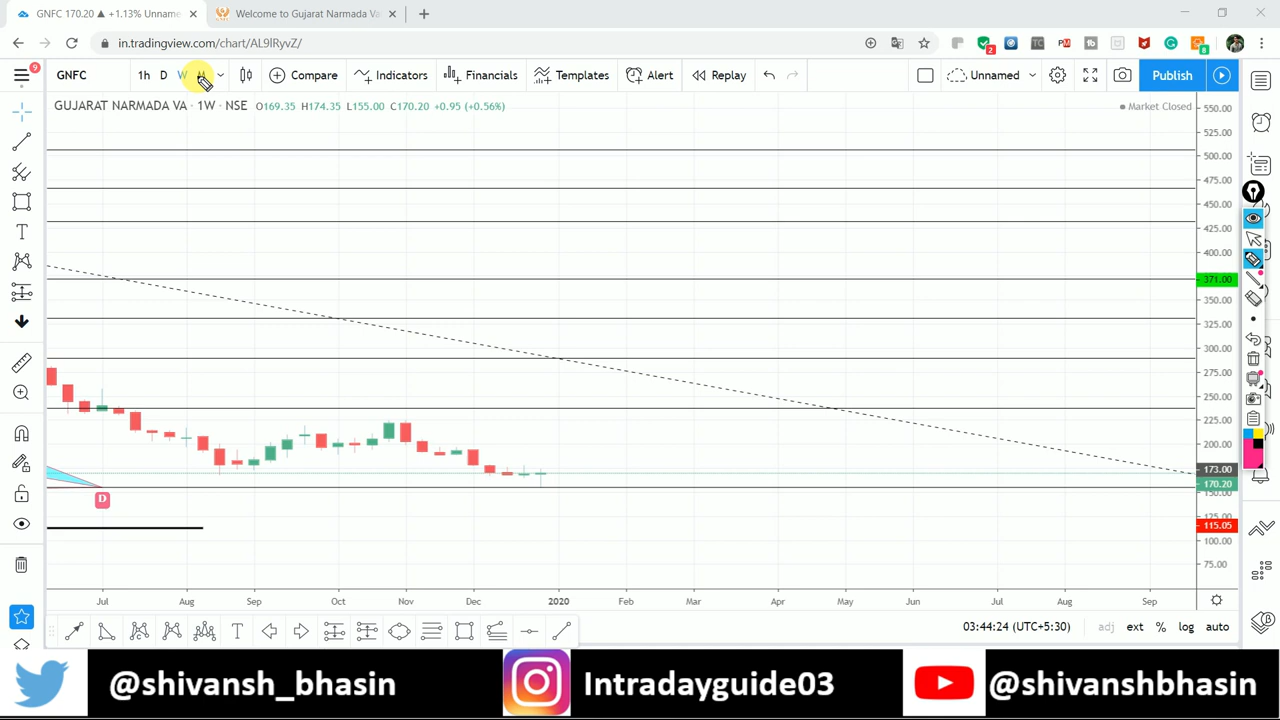 GNFC 170.20 ▲ +1.13% Unname
Welcome to Gujarat Narmada Va
in.tradingview.com/chart/AL9lRyvZ/
2
TC
PM
8
9
GNFC
1h D W
Compare
Indicators
Financials
Templates
Alert
Replay
Unnamed
Publish
GUJARAT NARMADA VA · 1W · NSE O169.35 H174.35 L155.00 C170.20 +0.95 (+0.56%)
Market Closed
550.00
525.00
500.00
475.00
450.00
425.00
400.00
371.00
350.00
325.00
300.00
275.00
250.00
225.00
200.00
173.00
170.20
150.00
125.00
115.05
100.00
75.00
D
Jul Aug Sep Oct Nov Dec 2020 Feb Mar Apr May Jun Jul Aug Sep
03:44:24 (UTC+5:30) adj ext % log auto
@shivansh_bhasin
Intradayguide03
@shivanshbhasin